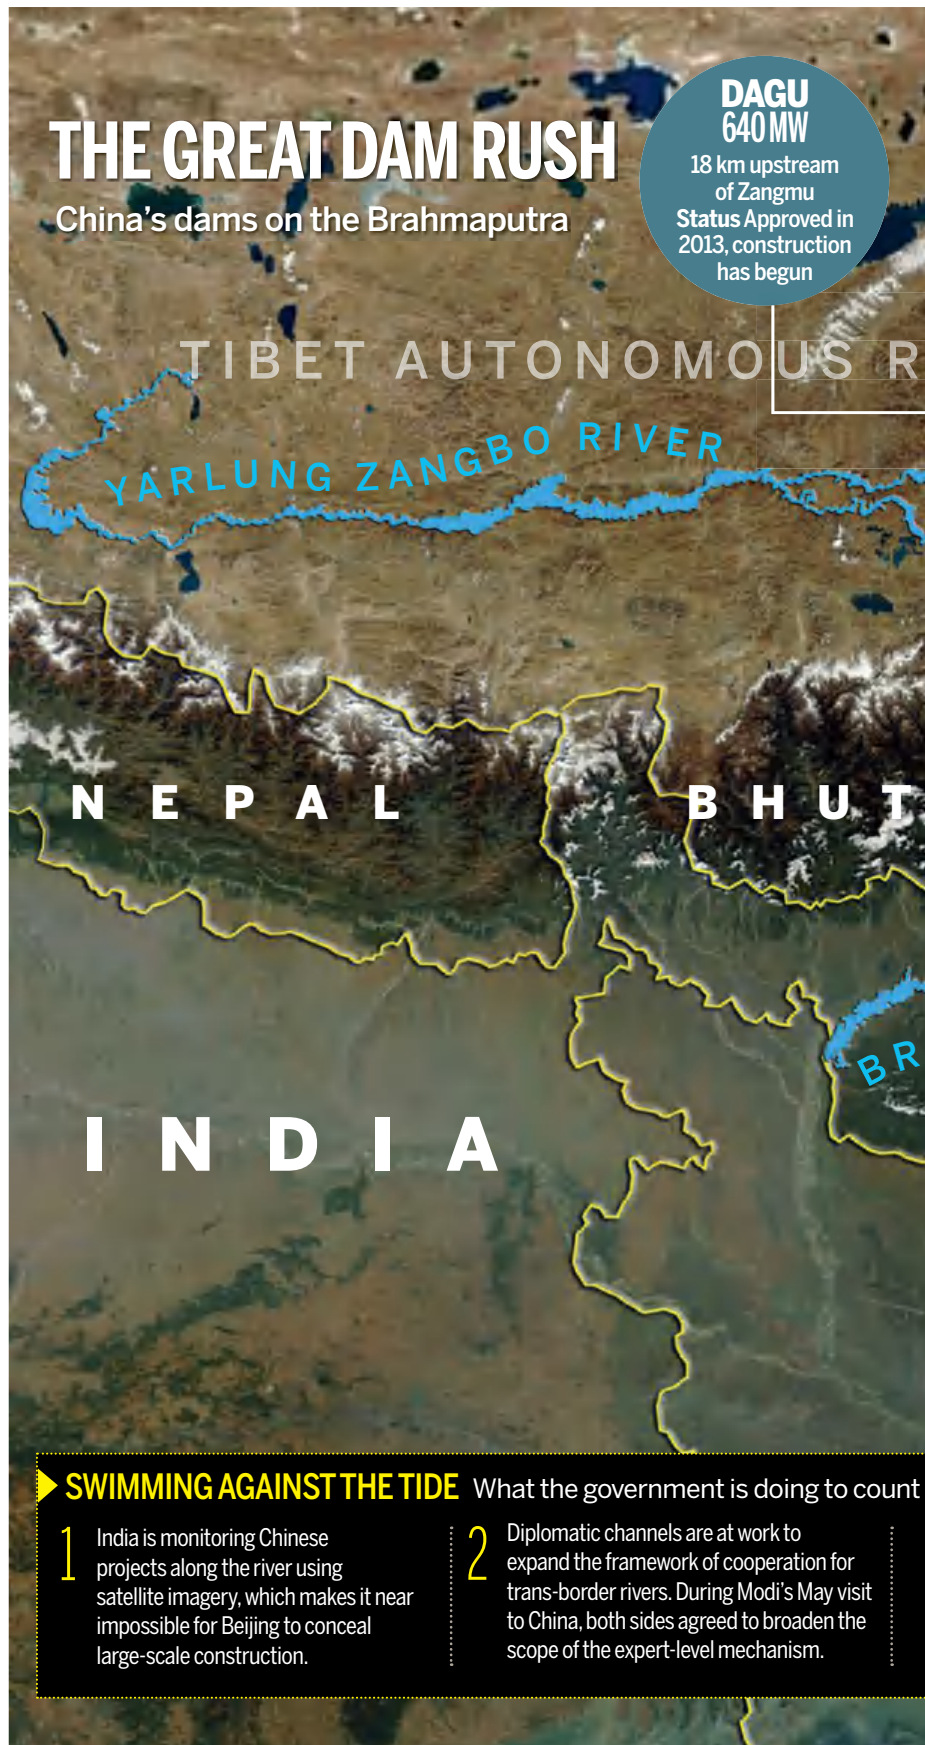 THE GREAT DAM RUSH
China's dams on the Brahmaputra
DAGU
640 MW
18 km upstream
of Zangmu
Status Approved in
2013, construction
has begun
TIBET AUTONOMOUS R
YARLUNG ZANGBO RIVER
NEPAL
BHUT
BR
INDIA
SWIMMING AGAINST THE TIDE What the government is doing to count
1
India is monitoring Chinese
projects along the river using
satellite imagery, which makes it near
impossible for Beijing to conceal
large-scale construction.
2
Diplomatic channels are at work to
expand the framework of cooperation for
trans-border rivers. During Modi's May visit
to China, both sides agreed to broaden the
scope of the expert-level mechanism.